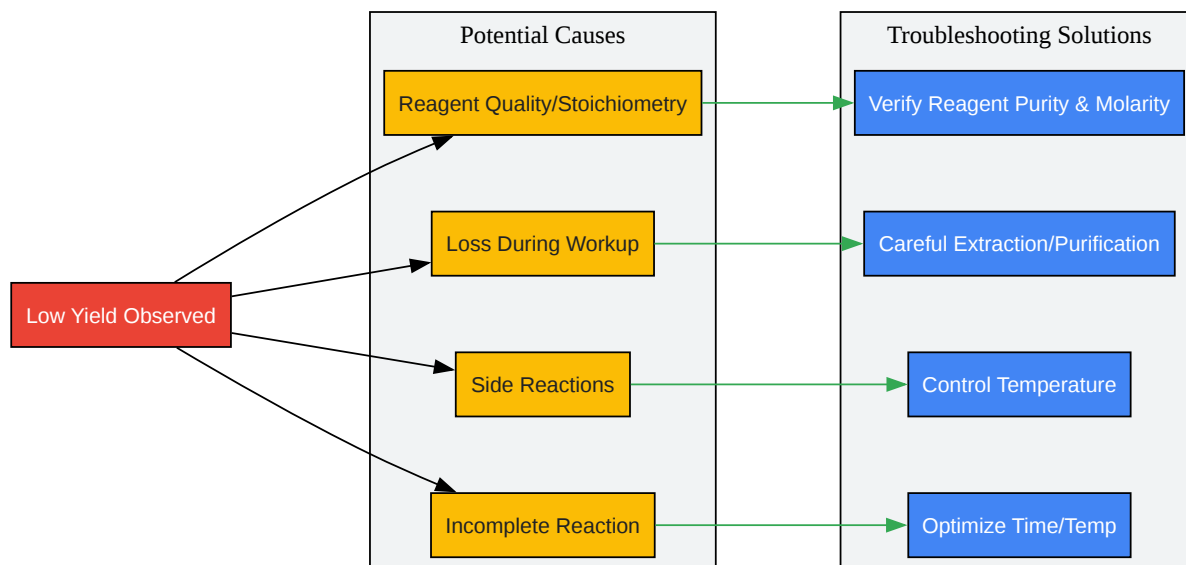 Potential Causes
Troubleshooting Solutions
Reagent Quality/Stoichiometry
Verify Reagent Purity & Molarity
Loss During Workup
Careful Extraction/Purification
Low Yield Observed
Side Reactions
Control Temperature
Incomplete Reaction
Optimize Time/Temp